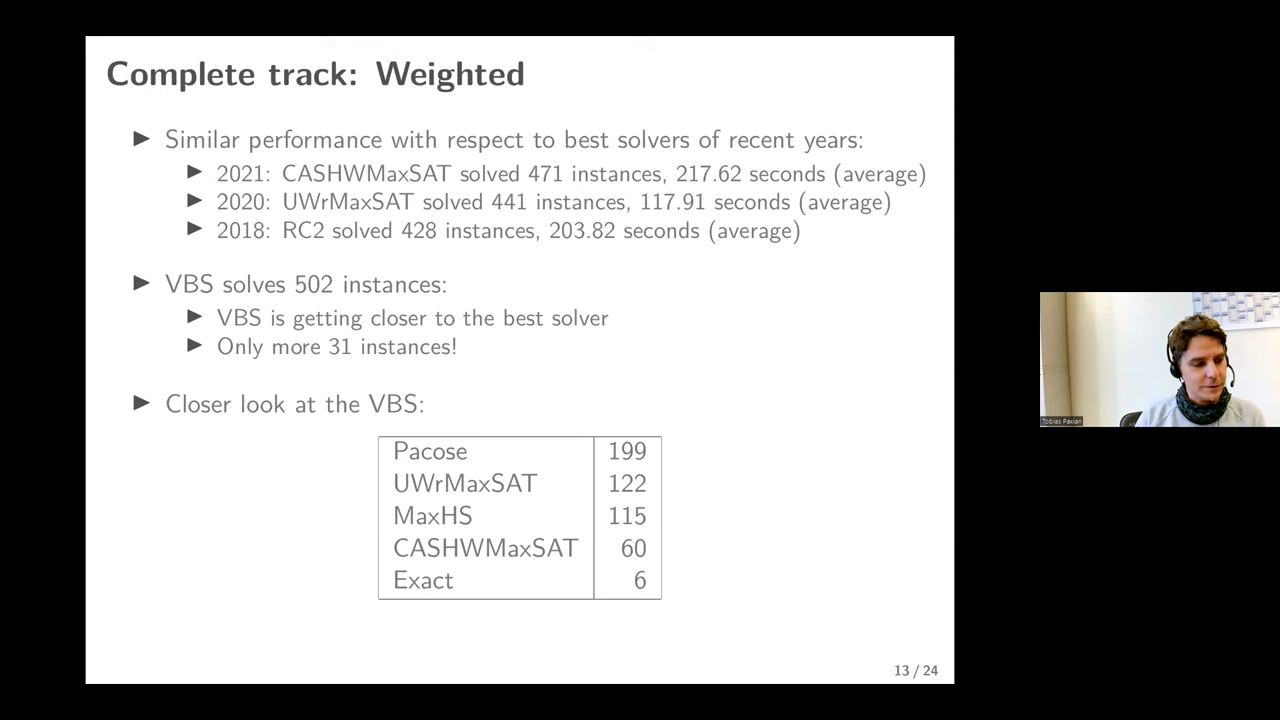 Complete track: Weighted
▶ Similar performance with respect to best solvers of recent years:
▶ 2021: CASHWMaxSAT solved 471 instances, 217.62 seconds (average)
▶ 2020: UWrMaxSAT solved 441 instances, 117.91 seconds (average)
▶ 2018: RC2 solved 428 instances, 203.82 seconds (average)
▶ VBS solves 502 instances:
▶ VBS is getting closer to the best solver
▶ Only more 31 instances!
▶ Closer look at the VBS:
Pacose 199
UWrMaxSAT 122
MaxHS 115
CASHWMaxSAT 60
Exact 6
13 / 24
Tobias Paxian